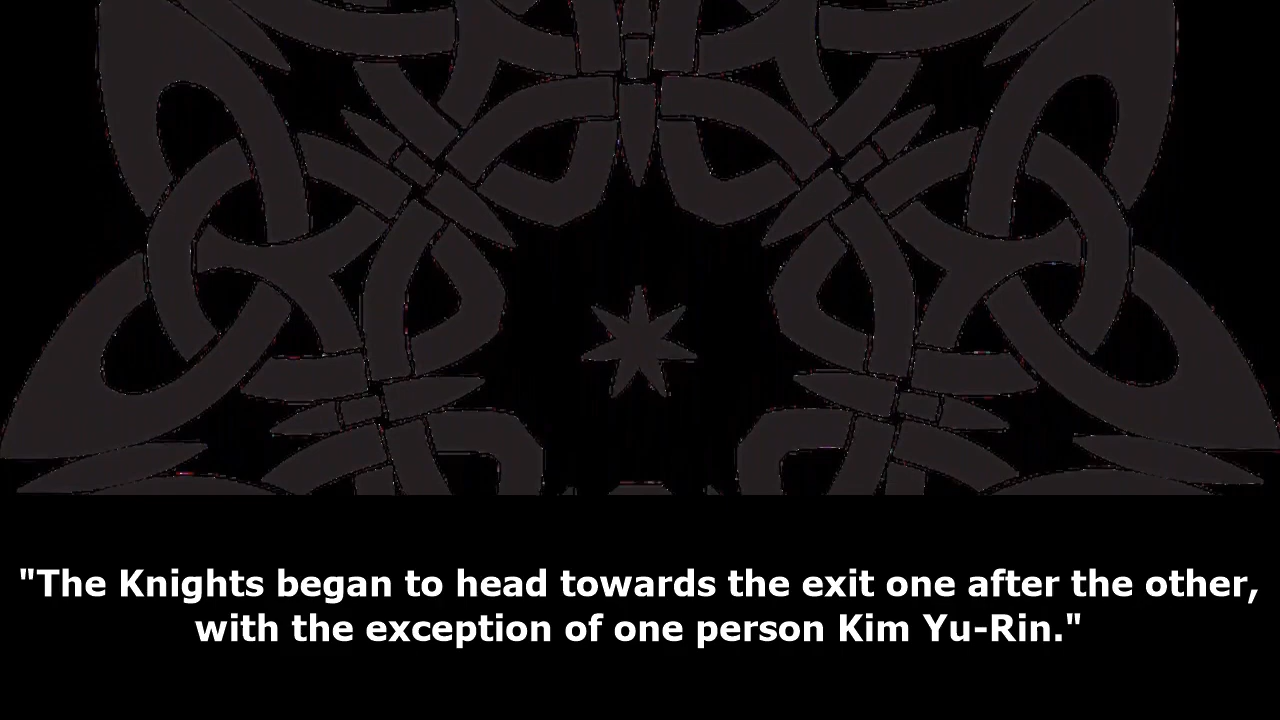 "The Knights began to head towards the exit one after the other,
with the exception of one person Kim Yu-Rin."